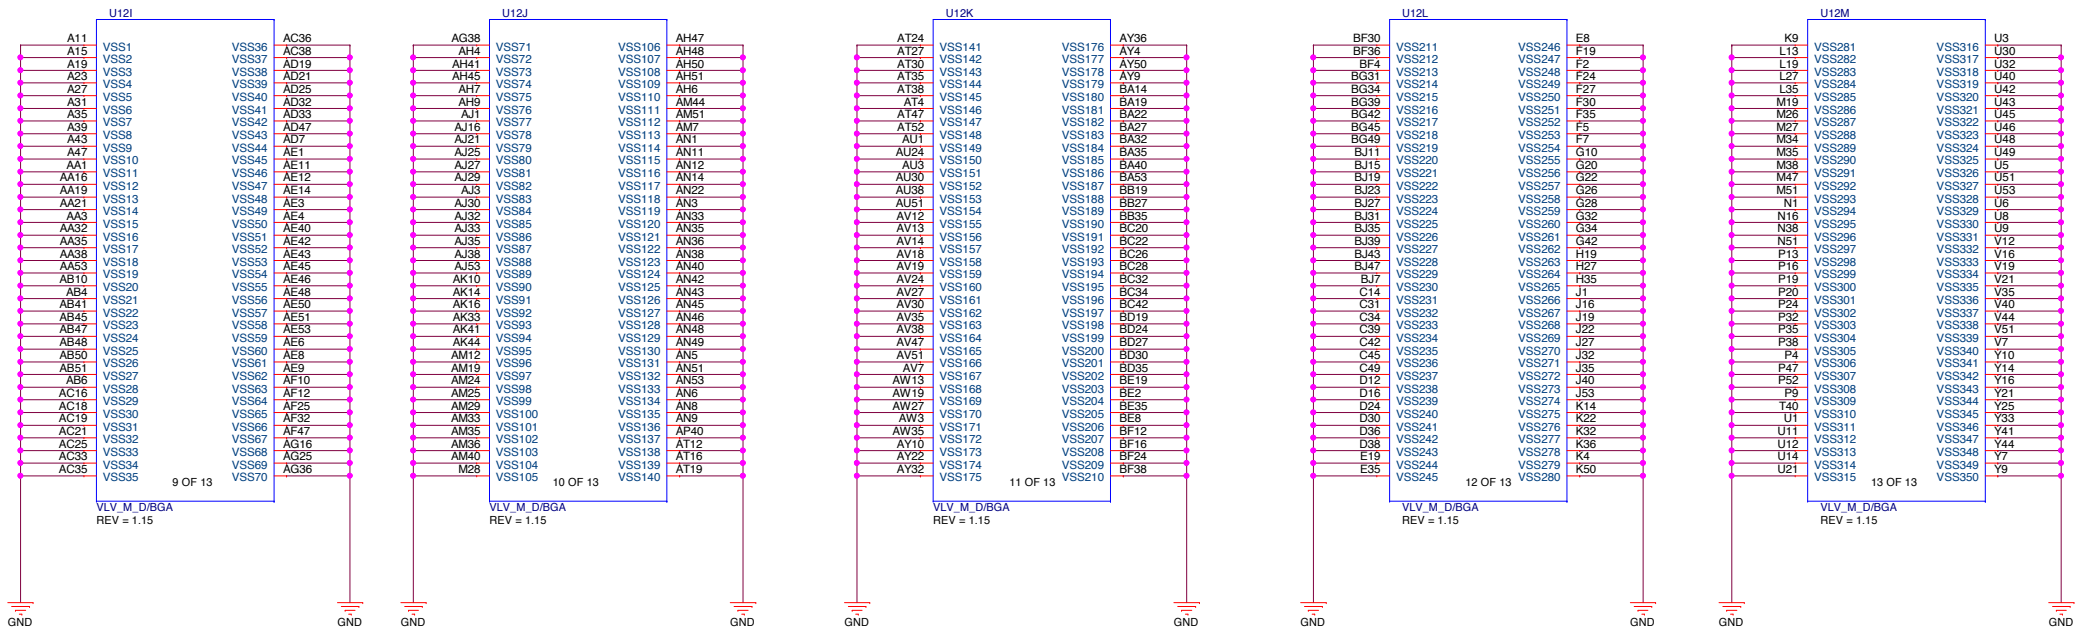 U12I
A11 VSS1 VSS36 AC36
A15 VSS2 VSS37 AC38
A19 VSS3 VSS38 AD19
A23 VSS4 VSS39 AD21
A27 VSS5 VSS40 AD25
A31 VSS6 VSS41 AD32
A35 VSS7 VSS42 AD33
A39 VSS8 VSS43 AD47
A43 VSS9 VSS44 AD7
A47 VSS10 VSS45 AE1
AA1 VSS11 VSS46 AE11
AA16 VSS12 VSS47 AE12
AA19 VSS13 VSS48 AE14
AA21 VSS14 VSS49 AE3
AA3 VSS15 VSS50 AE4
AA32 VSS16 VSS51 AE40
AA35 VSS17 VSS52 AE42
AA38 VSS18 VSS53 AE43
AA53 VSS19 VSS54 AE45
AB10 VSS20 VSS55 AE46
AB4 VSS21 VSS56 AE48
AB41 VSS22 VSS57 AE50
AB45 VSS23 VSS58 AE51
AB47 VSS24 VSS59 AE53
AB48 VSS25 VSS60 AE6
AB50 VSS26 VSS61 AE8
AB51 VSS27 VSS62 AE9
AB6 VSS28 VSS63 AF10
AC16 VSS29 VSS64 AF12
AC18 VSS30 VSS65 AF25
AC19 VSS31 VSS66 AF32
AC21 VSS32 VSS67 AF47
AC25 VSS33 VSS68 AG16
AC33 VSS34 VSS69 AG25
AC35 VSS35 VSS70 AG36
9 OF 13
VLV_M_D/BGA
REV = 1.15
GND GND
U12J
AG38 VSS71 VSS106 AH47
AH4 VSS72 VSS107 AH48
AH41 VSS73 VSS108 AH50
AH45 VSS74 VSS109 AH51
AH7 VSS75 VSS110 AH6
AH9 VSS76 VSS111 AM44
AJ1 VSS77 VSS112 AM51
AJ16 VSS78 VSS113 AM7
AJ21 VSS79 VSS114 AN1
AJ25 VSS80 VSS115 AN11
AJ27 VSS81 VSS116 AN12
AJ29 VSS82 VSS117 AN14
AJ3 VSS83 VSS118 AN22
AJ30 VSS84 VSS119 AN3
AJ32 VSS85 VSS120 AN33
AJ33 VSS86 VSS121 AN35
AJ35 VSS87 VSS122 AN36
AJ38 VSS88 VSS123 AN38
AJ53 VSS89 VSS124 AN40
AK10 VSS90 VSS125 AN42
AK14 VSS91 VSS126 AN43
AK16 VSS92 VSS127 AN45
AK33 VSS93 VSS128 AN46
AK41 VSS94 VSS129 AN48
AK44 VSS95 VSS130 AN49
AM12 VSS96 VSS131 AN5
AM19 VSS97 VSS132 AN51
AM24 VSS98 VSS133 AN53
AM25 VSS99 VSS134 AN6
AM29 VSS100 VSS135 AN8
AM33 VSS101 VSS136 AN9
AM35 VSS102 VSS137 AP40
AM36 VSS103 VSS138 AT12
AM40 VSS104 VSS139 AT16
M28 VSS105 VSS140 AT19
10 OF 13
VLV_M_D/BGA
REV = 1.15
GND GND
U12K
AT24 VSS141 VSS176 AY36
AT27 VSS142 VSS177 AY4
AT30 VSS143 VSS178 AY50
AT35 VSS144 VSS179 AY9
AT38 VSS145 VSS180 BA14
AT4 VSS146 VSS181 BA19
AT47 VSS147 VSS182 BA22
AT52 VSS148 VSS183 BA27
AU1 VSS149 VSS184 BA32
AU24 VSS150 VSS185 BA35
AU3 VSS151 VSS186 BA40
AU30 VSS152 VSS187 BA53
AU38 VSS153 VSS188 BB19
AU51 VSS154 VSS189 BB27
AV12 VSS155 VSS190 BB35
AV13 VSS156 VSS191 BC20
AV14 VSS157 VSS192 BC22
AV18 VSS158 VSS193 BC26
AV19 VSS159 VSS194 BC28
AV24 VSS160 VSS195 BC32
AV27 VSS161 VSS196 BC34
AV30 VSS162 VSS197 BC42
AV35 VSS163 VSS198 BD19
AV38 VSS164 VSS199 BD24
AV47 VSS165 VSS200 BD27
AV51 VSS166 VSS201 BD30
AV7 VSS167 VSS202 BD35
AW13 VSS168 VSS203 BE19
AW19 VSS169 VSS204 BE2
AW27 VSS170 VSS205 BE35
AW3 VSS171 VSS206 BE8
AW35 VSS172 VSS207 BF12
AY10 VSS173 VSS208 BF16
AY22 VSS174 VSS209 BF24
AY32 VSS175 VSS210 BF38
11 OF 13
VLV_M_D/BGA
REV = 1.15
GND GND
U12L
BF30 VSS211 VSS246 E8
BF36 VSS212 VSS247 F19
BF4 VSS213 VSS248 F2
BG31 VSS214 VSS249 F24
BG34 VSS215 VSS250 F27
BG39 VSS216 VSS251 F30
BG42 VSS217 VSS252 F35
BG45 VSS218 VSS253 F5
BG49 VSS219 VSS254 F7
BJ11 VSS220 VSS255 G10
BJ15 VSS221 VSS256 G20
BJ19 VSS222 VSS257 G22
BJ23 VSS223 VSS258 G26
BJ27 VSS224 VSS259 G28
BJ31 VSS225 VSS260 G32
BJ35 VSS226 VSS261 G34
BJ39 VSS227 VSS262 G42
BJ43 VSS228 VSS263 H19
BJ47 VSS229 VSS264 H27
BJ7 VSS230 VSS265 H35
C14 VSS231 VSS266 J1
C31 VSS232 VSS267 J16
C34 VSS233 VSS268 J19
C39 VSS234 VSS269 J22
C42 VSS235 VSS270 J27
C45 VSS236 VSS271 J32
C49 VSS237 VSS272 J35
D12 VSS238 VSS273 J40
D16 VSS239 VSS274 J53
D24 VSS240 VSS275 K14
D30 VSS241 VSS276 K22
D36 VSS242 VSS277 K32
D38 VSS243 VSS278 K36
E19 VSS244 VSS279 K4
E35 VSS245 VSS280 K50
12 OF 13
VLV_M_D/BGA
REV = 1.15
GND GND
U12M
K9 VSS281 VSS316 U3
L13 VSS282 VSS317 U30
L19 VSS283 VSS318 U32
L27 VSS284 VSS319 U40
L35 VSS285 VSS320 U42
M19 VSS286 VSS321 U43
M26 VSS287 VSS322 U45
M27 VSS288 VSS323 U46
M34 VSS289 VSS324 U48
M35 VSS290 VSS325 U49
M38 VSS291 VSS326 U5
M47 VSS292 VSS327 U51
M51 VSS293 VSS328 U53
N1 VSS294 VSS329 U6
N16 VSS295 VSS330 U8
N38 VSS296 VSS331 U9
N51 VSS297 VSS332 V12
P13 VSS298 VSS333 V16
P16 VSS299 VSS334 V19
P19 VSS300 VSS335 V21
P20 VSS301 VSS336 V35
P24 VSS302 VSS337 V40
P32 VSS303 VSS338 V44
P35 VSS304 VSS339 V51
P38 VSS305 VSS340 V7
P4 VSS306 VSS341 Y10
P47 VSS307 VSS342 Y14
P52 VSS308 VSS343 Y16
P9 VSS309 VSS344 Y21
T40 VSS310 VSS345 Y25
U1 VSS311 VSS346 Y33
U11 VSS312 VSS347 Y41
U12 VSS313 VSS348 Y44
U14 VSS314 VSS349 Y7
U21 VSS315 VSS350 Y9
13 OF 13
VLV_M_D/BGA
REV = 1.15
GND GND